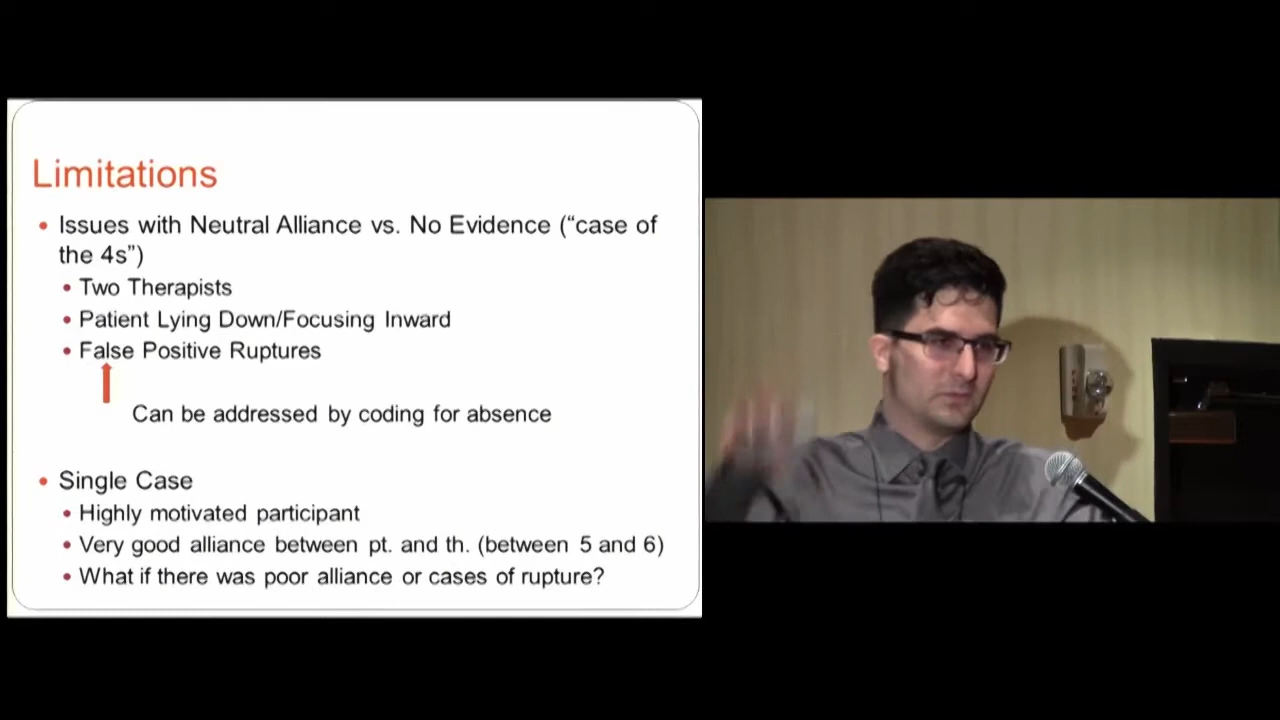 Limitations
• Issues with Neutral Alliance vs. No Evidence (“case of
the 4s”)
• Two Therapists
• Patient Lying Down/Focusing Inward
• False Positive Ruptures
Can be addressed by coding for absence
• Single Case
• Highly motivated participant
• Very good alliance between pt. and th. (between 5 and 6)
• What if there was poor alliance or cases of rupture?